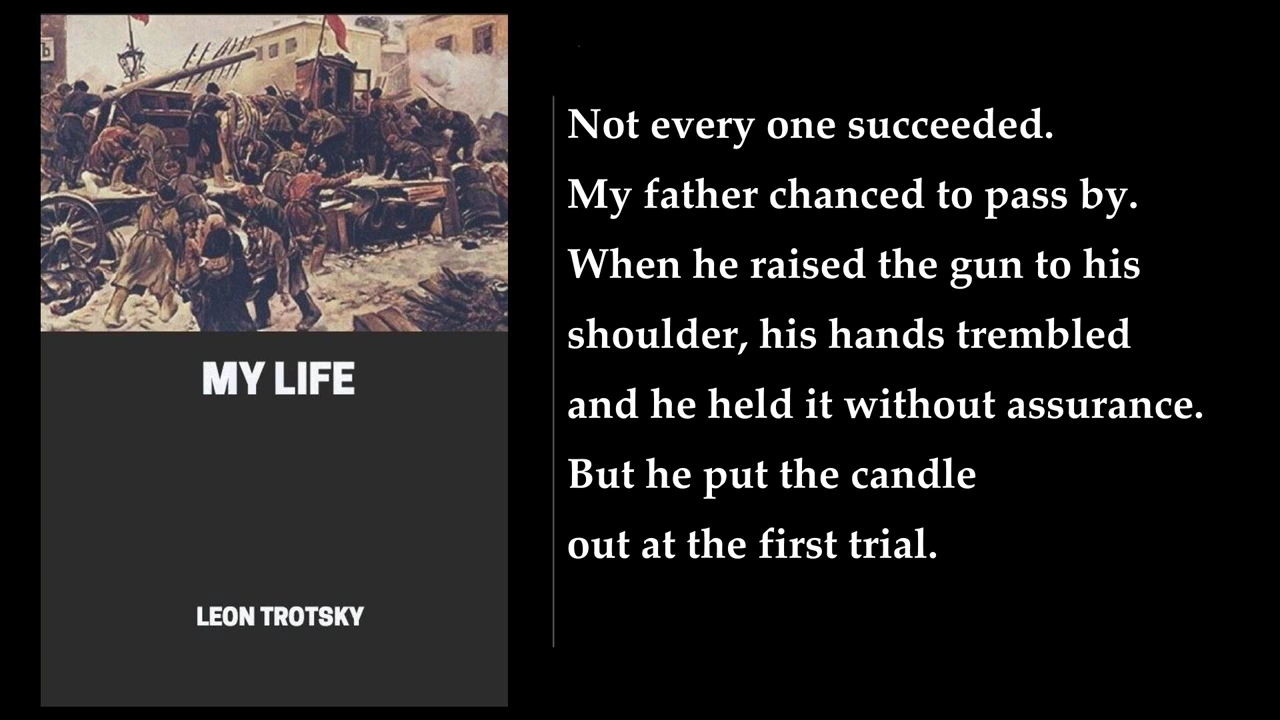 MY LIFE
LEON TROTSKY
Not every one succeeded.
My father chanced to pass by.
When he raised the gun to his
shoulder, his hands trembled
and he held it without assurance.
But he put the candle
out at the first trial.